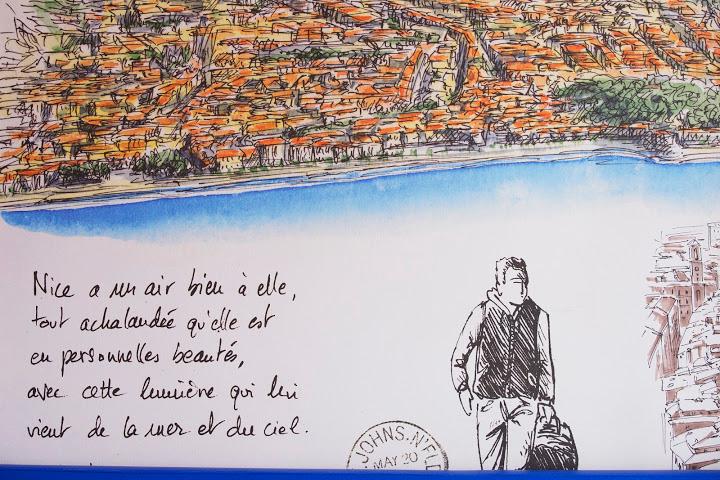 Nice a un air bien à elle,
tout achalandée qu'elle est
en personnelles beautés,
avec cette lumière qui lui
vient de la mer et du ciel.
. JOHNS. N'F'L
MAY 20